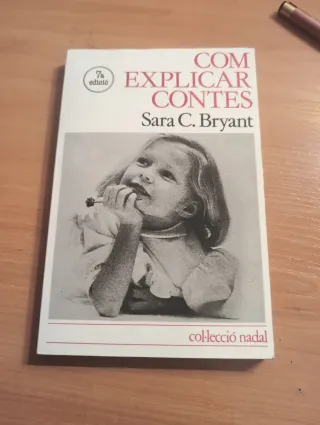 7a
edició
COM
EXPLICAR
CONTES
Sara C. Bryant
col·lecció nadal